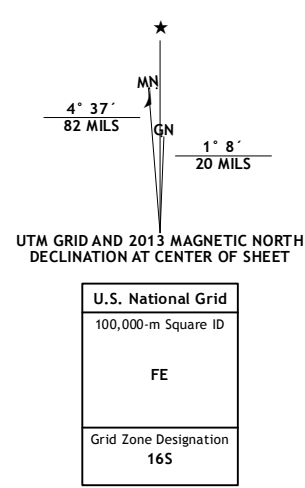 MN
4° 37´
82 MILS
GN
1° 8´
20 MILS
UTM GRID AND 2013 MAGNETIC NORTH
DECLINATION AT CENTER OF SHEET
U.S. National Grid
100,000-m Square ID
FE
Grid Zone Designation
16S